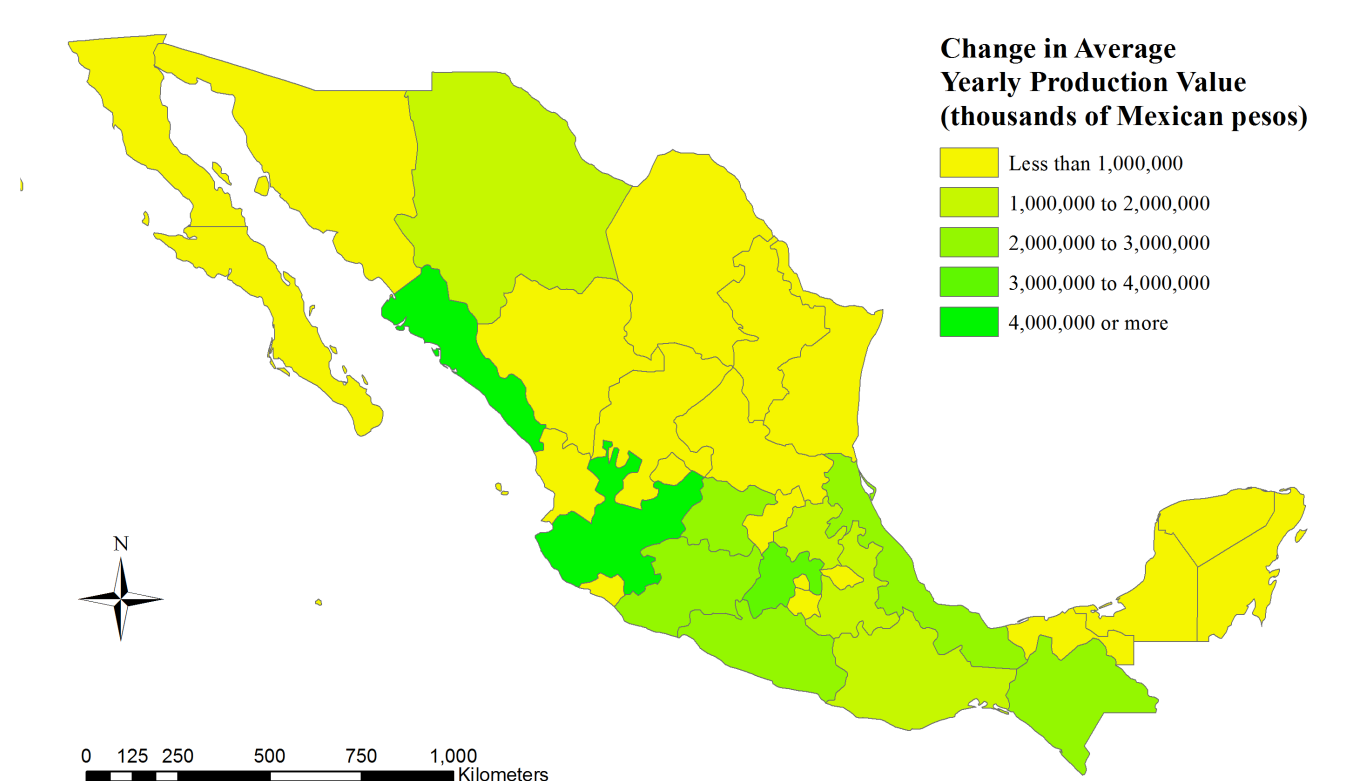 Change in Average
Yearly Production Value
(thousands of Mexican pesos)
Less than 1,000,000
1,000,000 to 2,000,000
2,000,000 to 3,000,000
3,000,000 to 4,000,000
4,000,000 or more
N
0 125 250 500 750 1,000
Kilometers